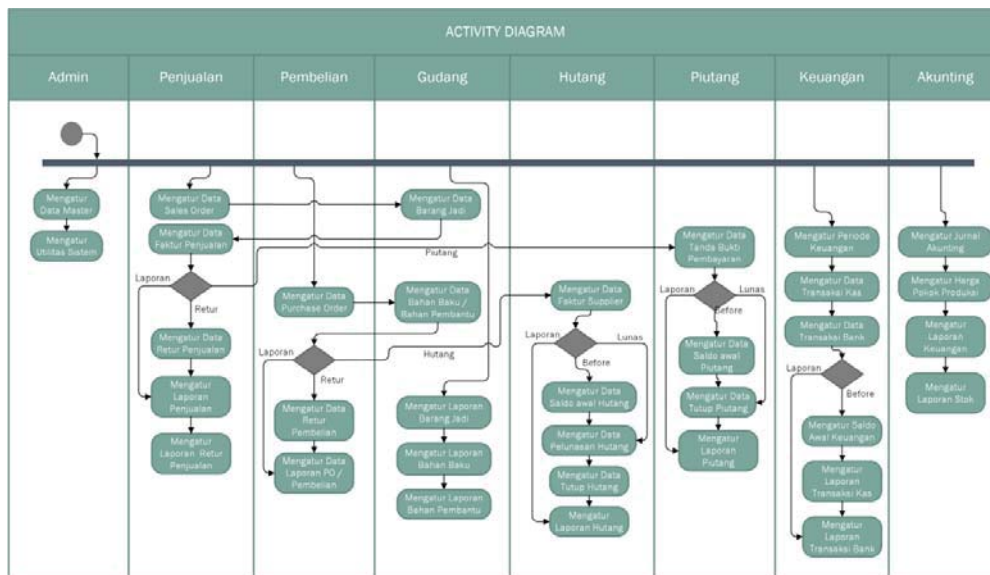 ACTIVITY DIAGRAM
Admin
Penjualan
Pembelian
Gudang
Hutang
Piutang
Keuangan
Akunting
Mengatur
Data Master
Mengatur
Utilitas Sistem
Mengatur Data
Sales Order
Mengatur Data
Faktur Penjualan
Laporan
Retur
Piutang
Mengatur Data
Retur Penjualan
Mengatur
Laporan
Penjualan
Mengatur
Laporan Retur
Penjualan
Mengatur Data
Purchase Order
Laporan
Retur
Hutang
Mengatur Data
Retur
Pembelian
Mengatur Data
Laporan PO /
Pembelian
Mengatur Data
Barang Jadi
Mengatur Data
Bahan Baku /
Bahan Pembantu
Mengatur Laporan
Barang Jadi
Mengatur Laporan
Bahan Baku
Mengatur Laporan
Bahan Pembantu
Mengatur Data
Faktur Supplier
Laporan
Lunas
Before
Mengatur Data
Saldo awal Hutang
Mengatur Data
Pelunasan Hutang
Mengatur Data
Tutup Hutang
Mengatur
Laporan Hutang
Mengatur Data
Tanda Bukti
Pembayaran
Laporan
Lunas
Before
Mengatur Data
Saldo awal
Piutang
Mengatur Data
Tutup Piutang
Mengatur
Laporan
Piutang
Mengatur Periode
Keuangan
Mengatur Data
Transaksi Kas
Mengatur Data
Transaksi Bank
Laporan
Before
Mengatur Saldo
Awal Keuangan
Mengatur
Laporan
Transaksi Kas
Mengatur
Laporan
Transaksi Bank
Mengatur Jurnal
Akunting
Mengatur Harga
Pokok Produksi
Mengatur
Laporan
Keuangan
Mengatur
Laporan Stok